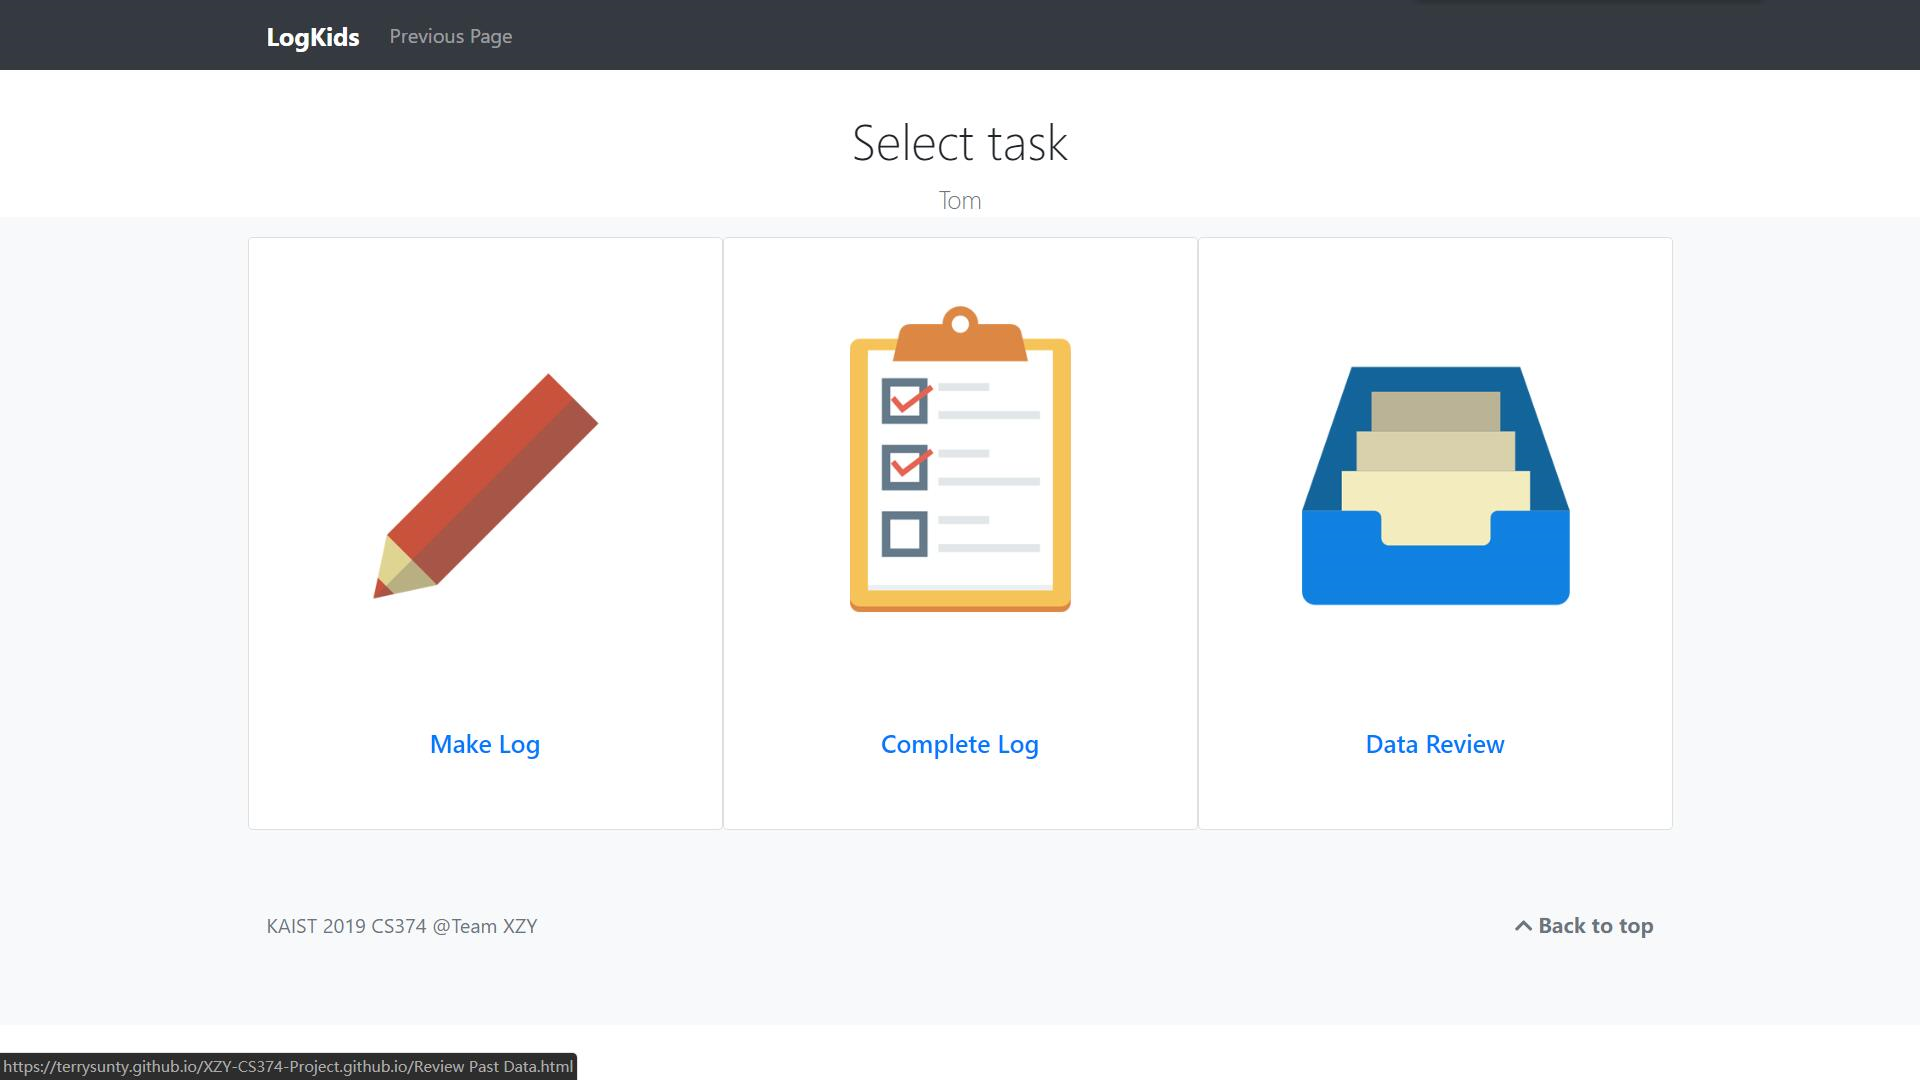 LogKids Previous Page
Select task
Tom
Make Log Complete Log Data Review
KAIST 2019 CS374 @Team XZY Back to top
https://terrysunty.github.io/XZY-CS374-Project.github.io/Review Past Data.html